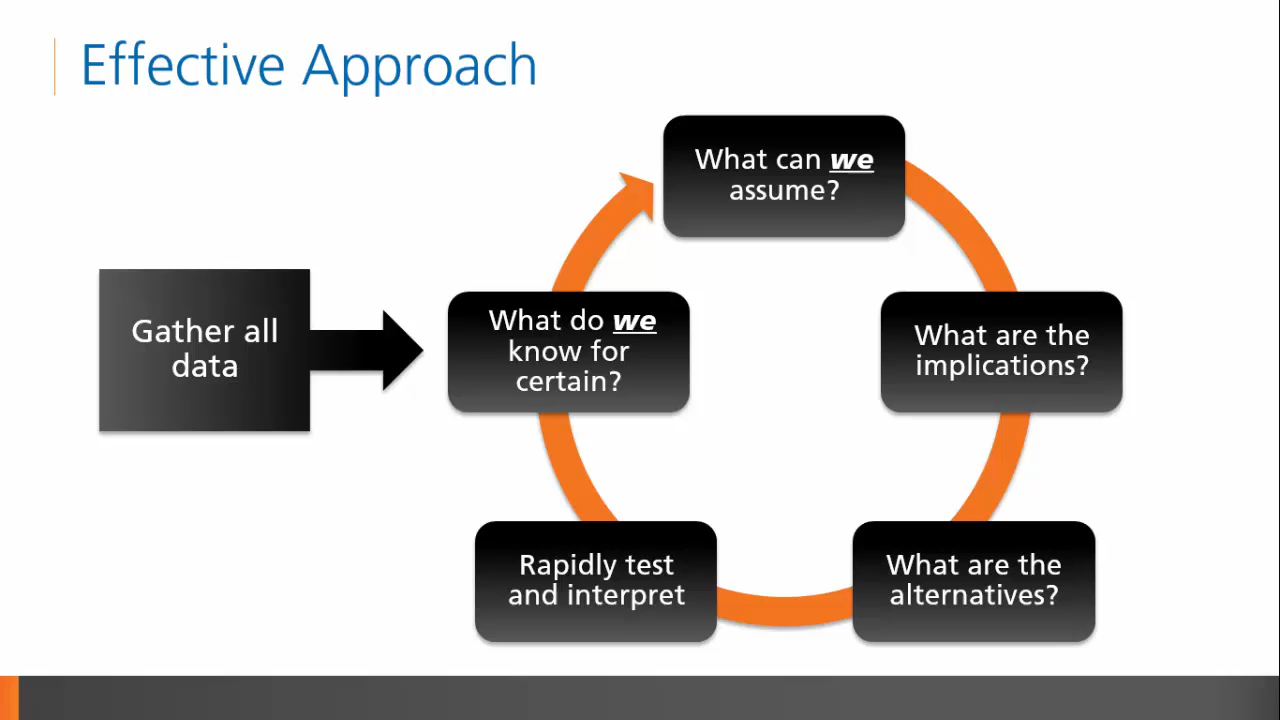 Effective Approach
Gather all
data
What do we
know for
certain?
What can we
assume?
What are the
implications?
What are the
alternatives?
Rapidly test
and interpret